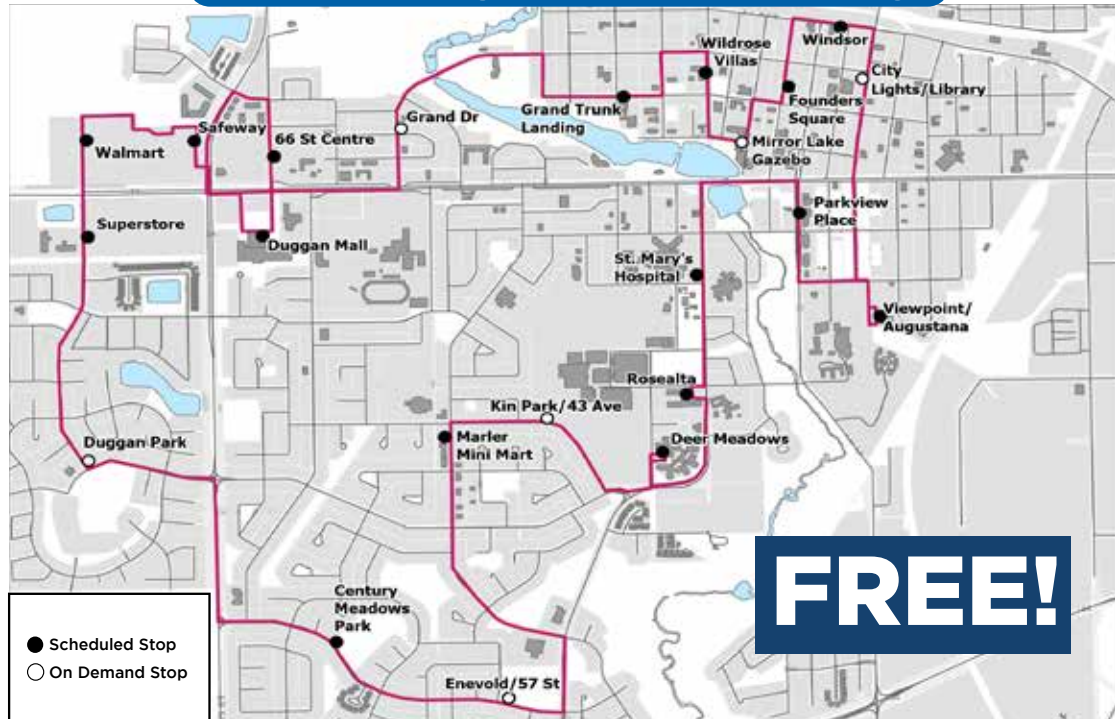 Windsor
Wildrose
Villas
City
Lights/Library
Grand Trunk
Landing
Founders
Square
Grand Dr
Safeway
66 St Centre
Walmart
Mirror Lake
Gazebo
Parkview
Place
Superstore
Duggan Mall
St. Mary's
Hospital
Viewpoint/
Augustana
Rosealta
Kin Park/43 Ave
Duggan Park
Marler
Mini Mart
Deer Meadows
Century
Meadows
Park
Enevold/57 St
FREE!
Scheduled Stop
On Demand Stop